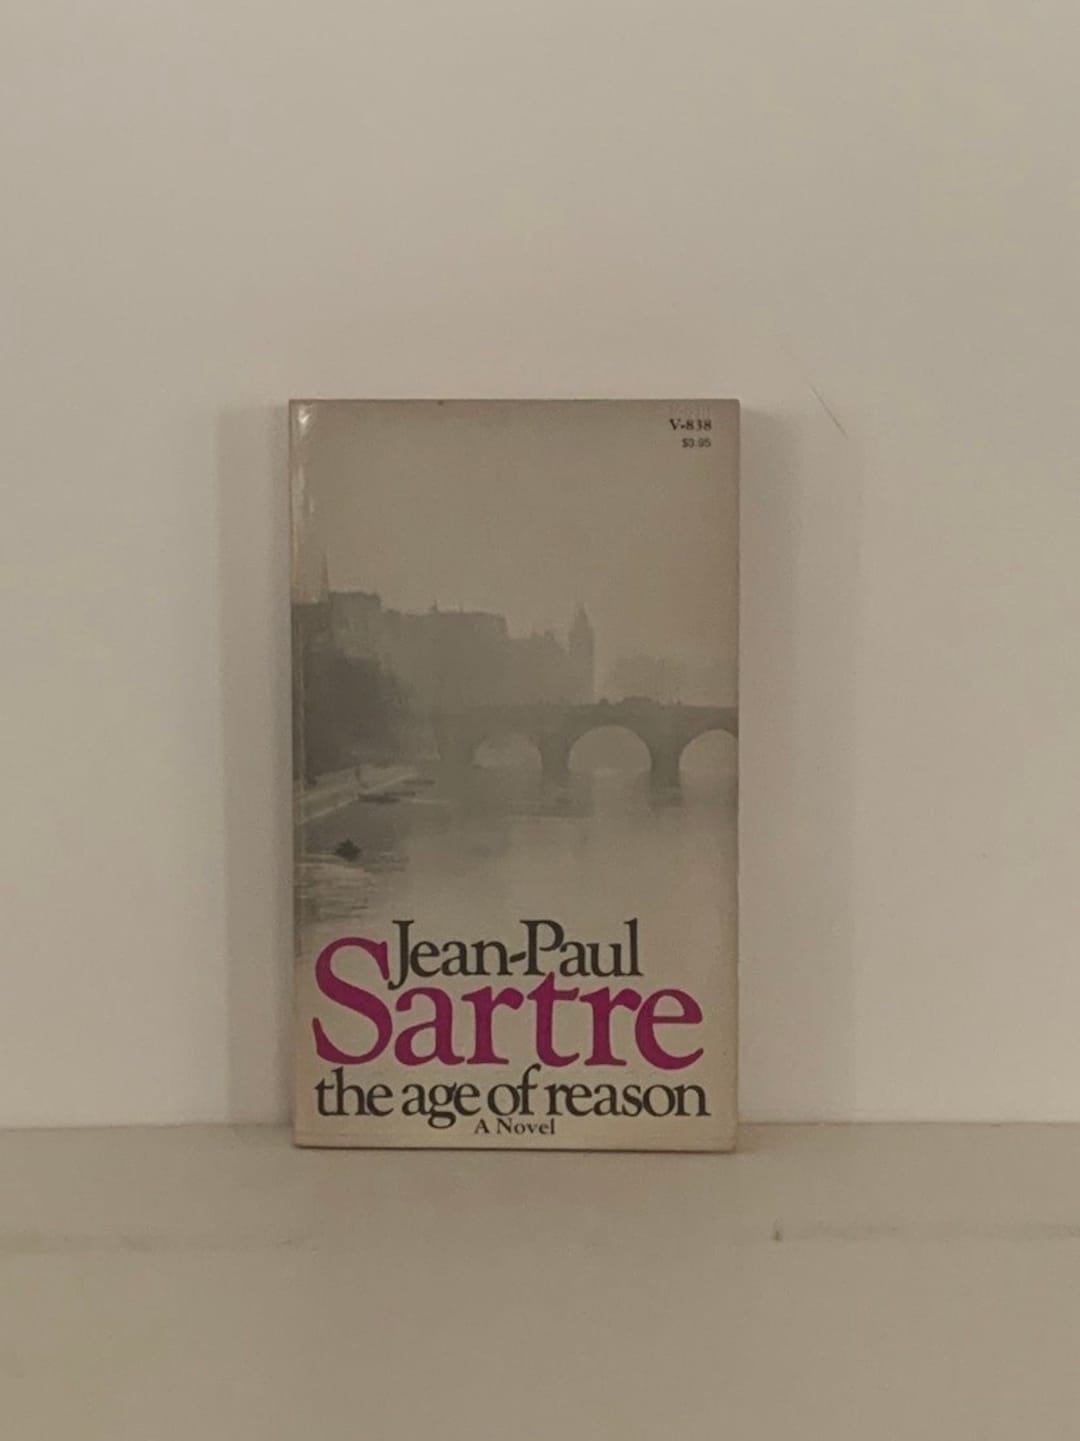 V-838
$3.95
Jean-Paul
Sartre
the age of reason
A Novel